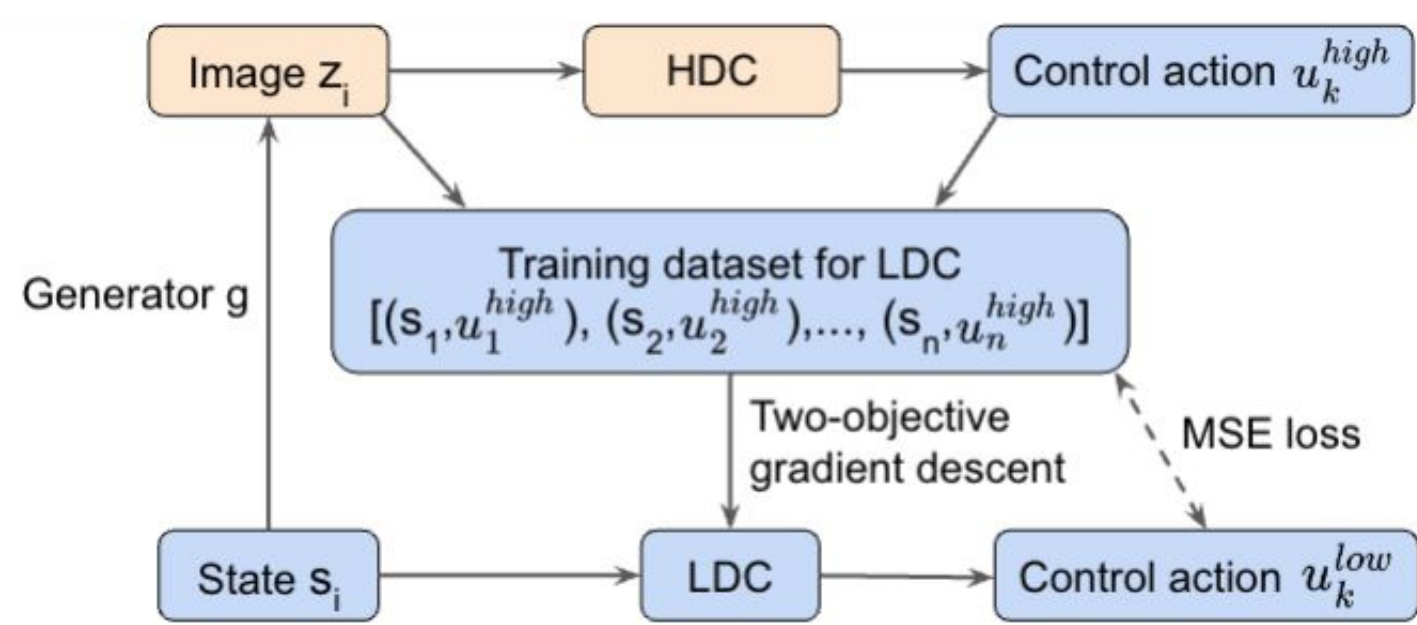 Image z_i
HDC
Control action u_k^{high}
Training dataset for LDC
[(s_1,u_1^{high}), (s_2,u_2^{high}),..., (s_n,u_n^{high})]
Generator g
Two-objective
gradient descent
MSE loss
State s_i
LDC
Control action u_k^{low}